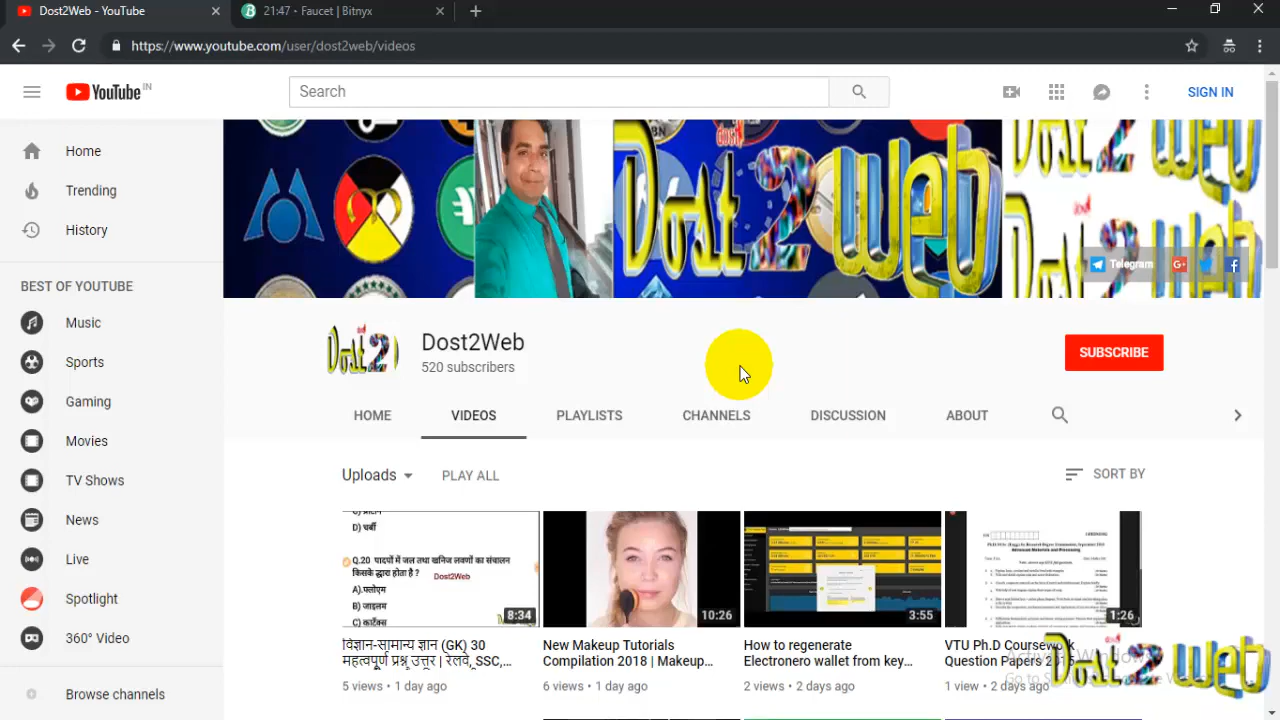 Dost2Web - YouTube
21:47 - Faucet | Bitnyx
https://www.youtube.com/user/dost2web/videos
YouTube IN
Search
SIGN IN
Home
Trending
History
BEST OF YOUTUBE
Music
Sports
Gaming
Movies
TV Shows
News
Live
Spotlight
360° Video
Browse channels
Dost 2 Web
Telegram
Dost2
Dost2Web
520 subscribers
SUBSCRIBE
HOME
VIDEOS
PLAYLISTS
CHANNELS
DISCUSSION
ABOUT
Uploads
PLAY ALL
SORT BY
D) चर्बी
Q.20. पादपों में जल तथा खनिज लवणों का संचालन
किसके द्वारा होता है ?
Dost2Web
A).फ्लोएम
B) जाइलम
C) कार्टेक्स
8:34
10:26
3:55
1:26
विज्ञान-सामान्य ज्ञान (GK) 30
महत्वपूर्ण प्रश्न उत्तर | रेलवे, SSC,...
5 views • 1 day ago
New Makeup Tutorials
Compilation 2018 | Makeup...
6 views • 1 day ago
How to regenerate
Electronero wallet from key...
2 views • 2 days ago
VTU Ph.D Coursework
Question Papers 2015
1 view • 2 days ago
Dost 2 web